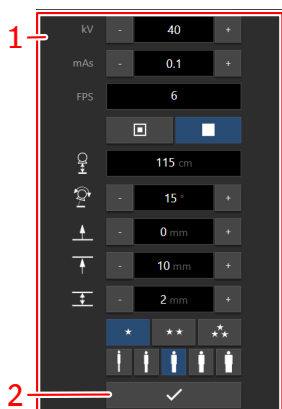 1
kV - 40 +
mAs - 0.1 +
FPS 6
115 cm
- 15 ° +
- 0 mm +
- 10 mm +
- 2 mm +
2